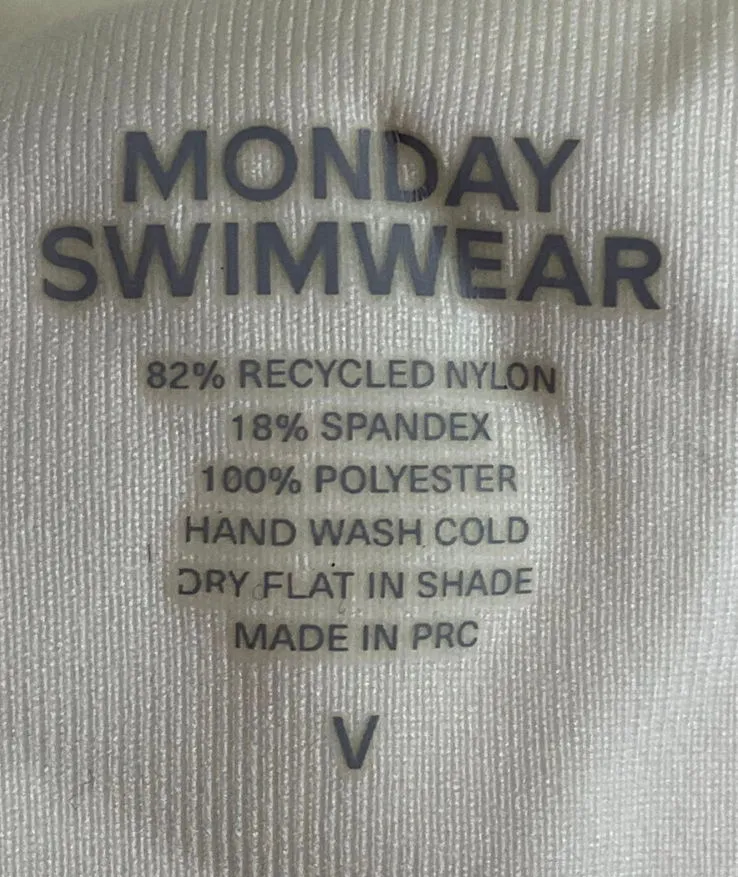 MONDAY
SWIMWEAR
82% RECYCLED NYLON
18% SPANDEX
100% POLYESTER
HAND WASH COLD
DRY FLAT IN SHADE
MADE IN PRC
V